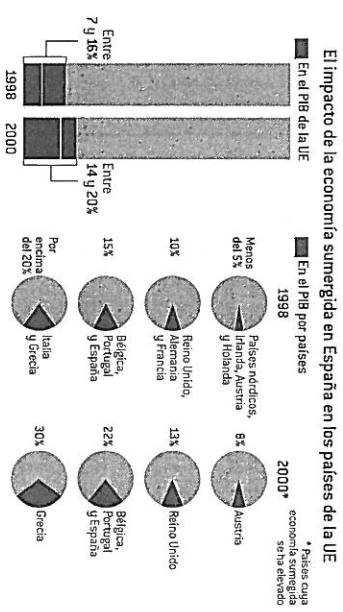 El impacto de la economía sumergida en España en los países de la UE
En el PIB de la UE
Entre
7 y 16%
1998
Entre
14 y 20%
2000
En el PIB por países
1998
Menos
del 5%
Países nórdicos,
Irlanda, Austria
y Holanda
10%
Reino Unido,
Alemania
y Francia
15%
Bélgica,
Portugal
y España
Por
encima
del 20%
Italia
y Grecia
2000*
* Países cuya
economía sumegida
se ha elevado
8%
Austria
13%
Reino Unido
22%
Bélgica,
Portugal
y España
30%
Grecia